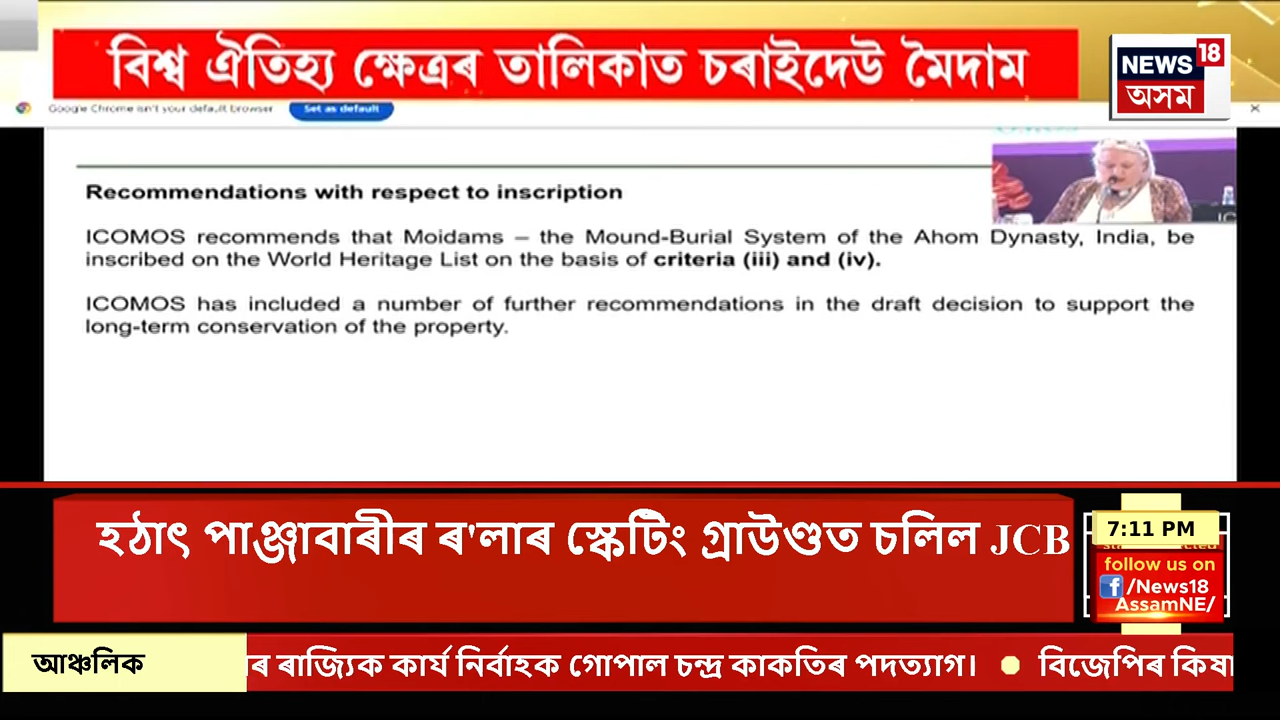 বিশ্ব ঐতিহ্য ক্ষেত্ৰৰ তালিকাত চৰাইদেউ মৈদাম
NEWS 18
অসম
Google Chrome isn't your default browser Set as default
Recommendations with respect to inscription
ICOMOS recommends that Moidams – the Mound-Burial System of the Ahom Dynasty, India, be
inscribed on the World Heritage List on the basis of criteria (iii) and (iv).
ICOMOS has included a number of further recommendations in the draft decision to support the
long-term conservation of the property.
হঠাৎ পাঞ্জাবাৰীৰ ৰ'লাৰ স্কেটিং গ্ৰাউণ্ডত চলিল JCB
7:11 PM
follow us on
/News18
AssamNE/
আঞ্চলিক
ৰ ৰাজ্যিক কাৰ্য নিৰ্বাহক গোপাল চন্দ্ৰ কাকতিৰ পদত্যাগ। বিজেপিৰ কিষা